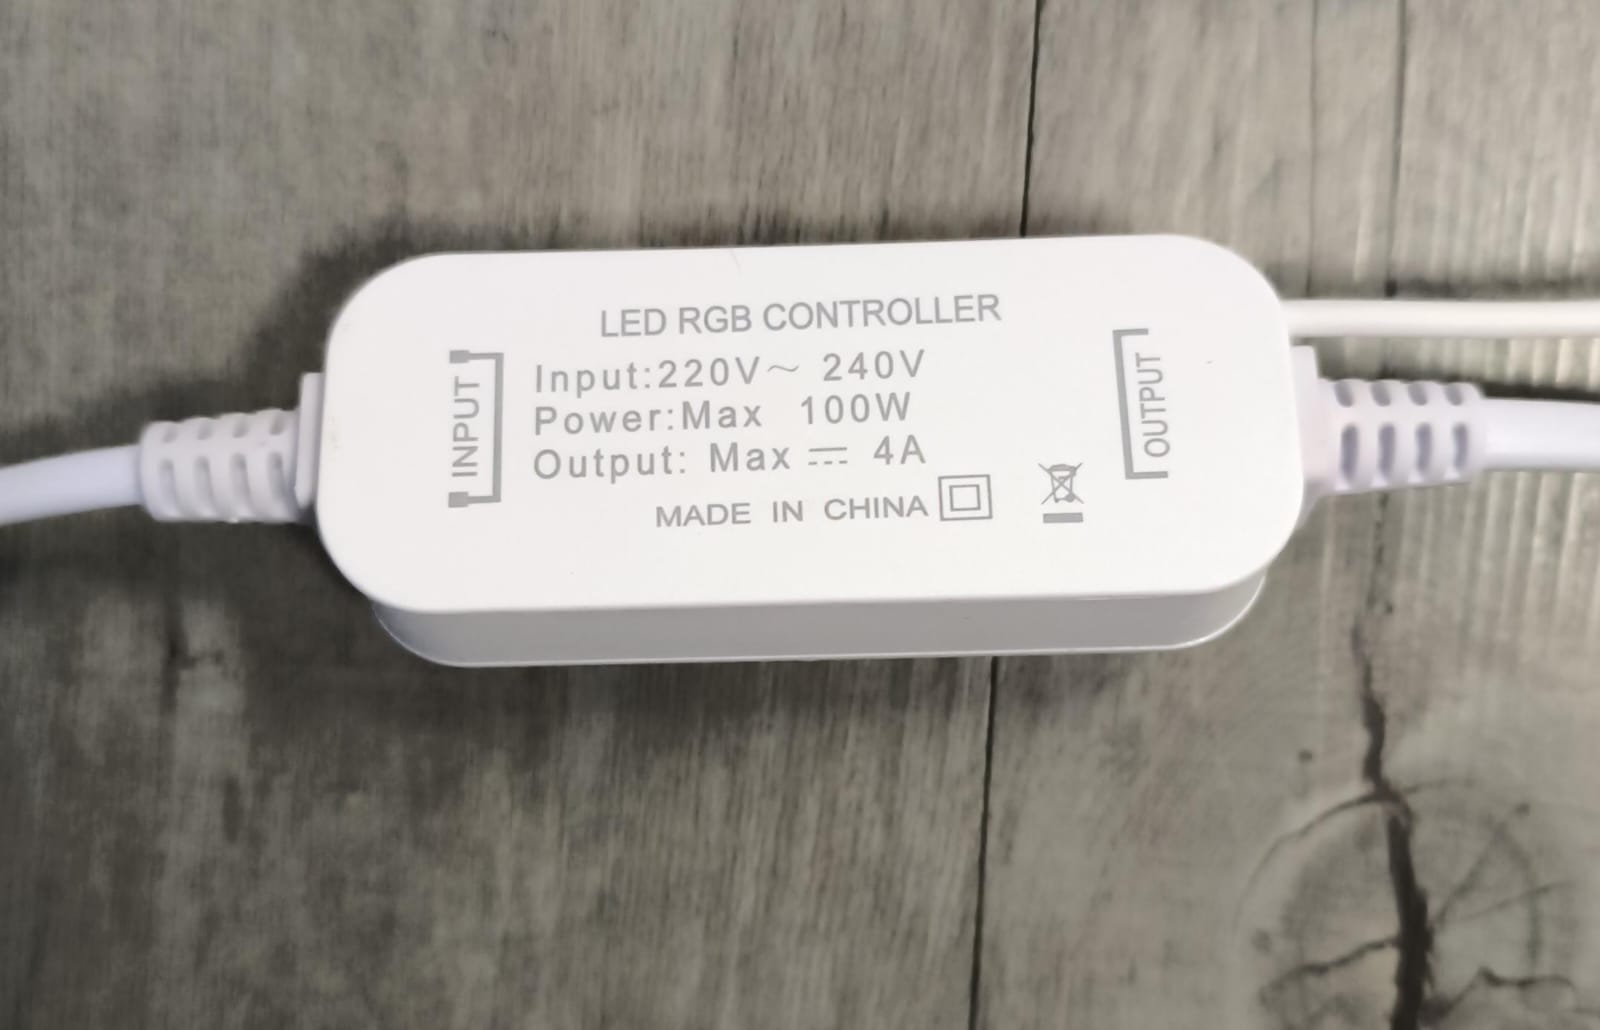 LED RGB CONTROLLER
INPUT
Input:220V~ 240V
Power:Max 100W
Output: Max ⎓ 4A
MADE IN CHINA
OUTPUT